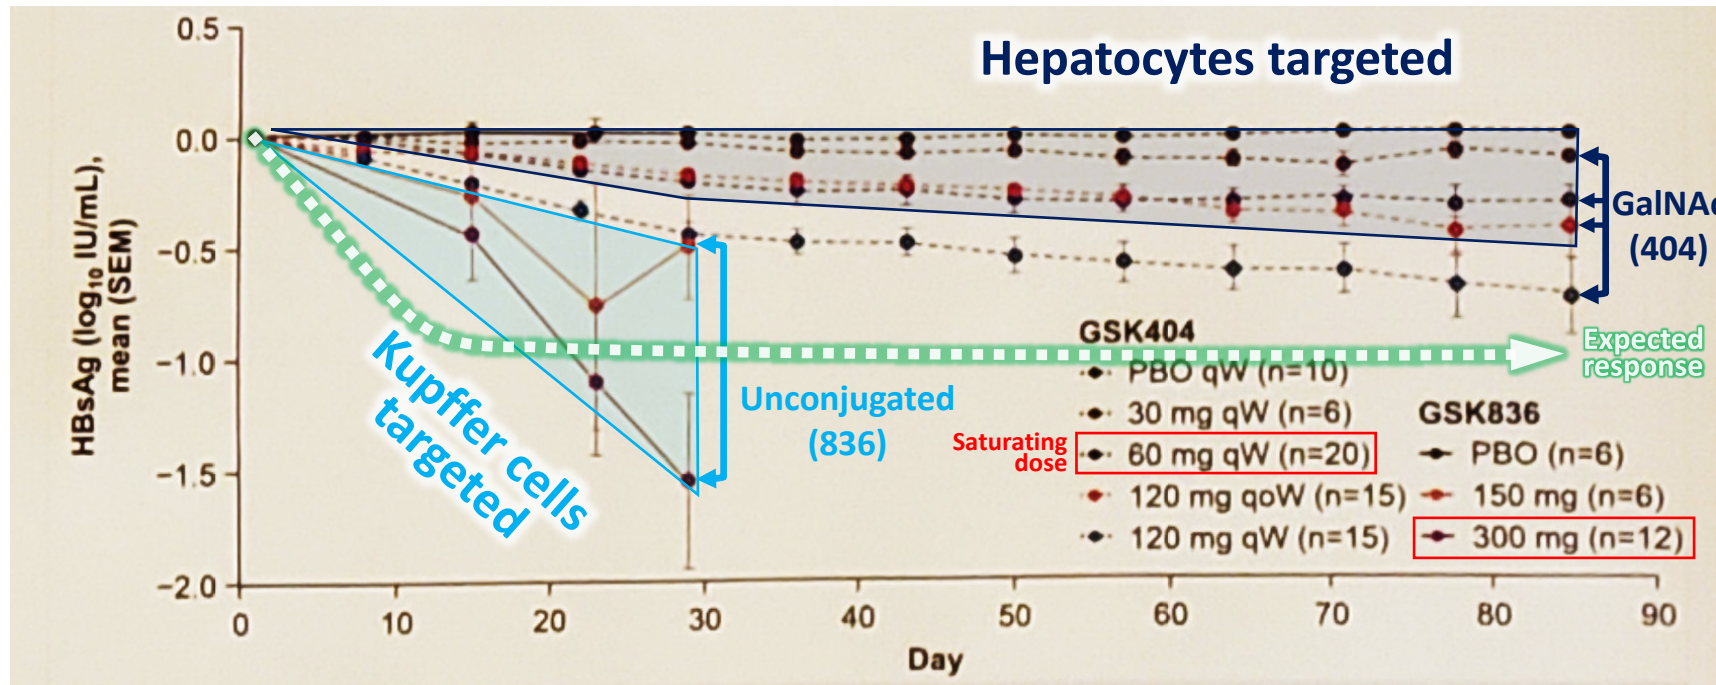 Hepatocytes targeted
0.5
0.0
−0.5
−1.0
−1.5
−2.0
HBsAg (log10 IU/mL),
mean (SEM)
GalNAc
(404)
Kupffer cells
targeted
Unconjugated
(836)
Expected
response
GSK404
PBO qW (n=10)
30 mg qW (n=6)
Saturating
dose
60 mg qW (n=20)
120 mg qoW (n=15)
120 mg qW (n=15)
GSK836
PBO (n=6)
150 mg (n=6)
300 mg (n=12)
0 10 20 30 40 50 60 70 80 90
Day